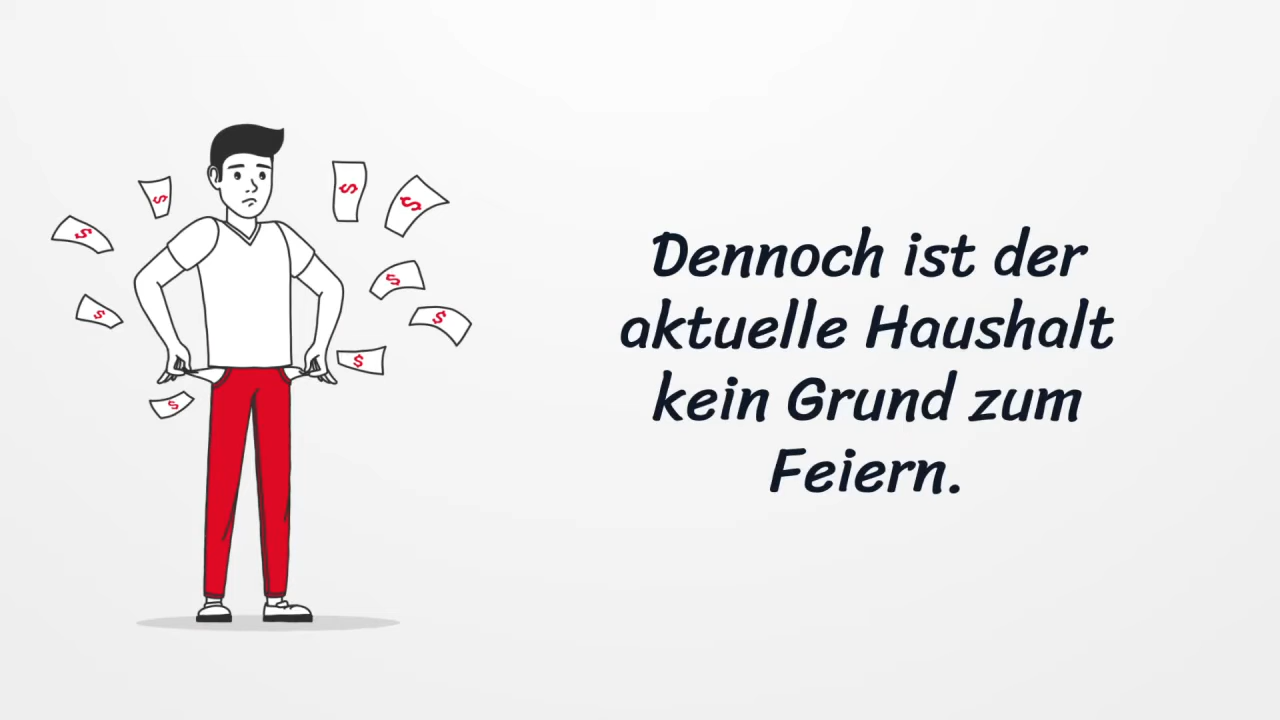 Dennoch ist der
aktuelle Haushalt
kein Grund zum
Feiern.
$
$
$
$
$
$
$
$
$